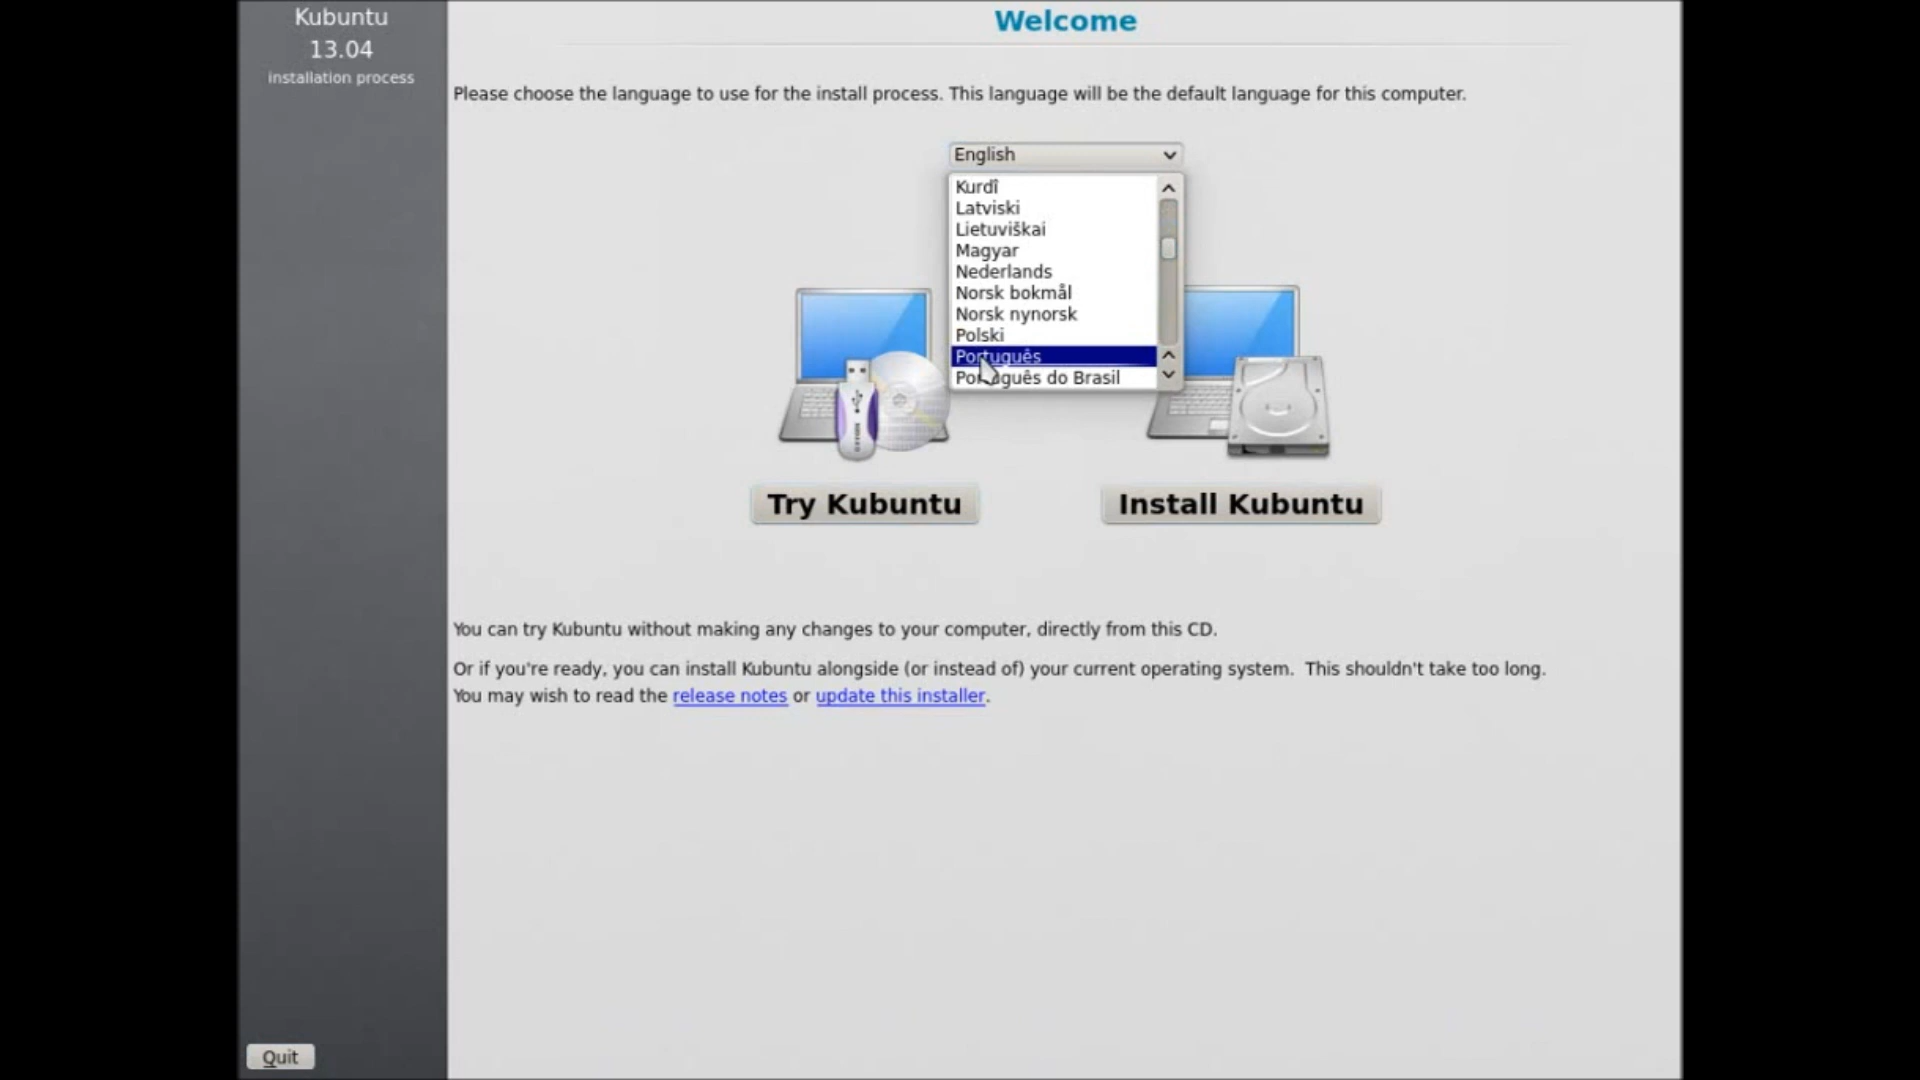 Kubuntu
13.04
installation process
Welcome
Please choose the language to use for the install process. This language will be the default language for this computer.
English
Kurdî
Latviski
Lietuviškai
Magyar
Nederlands
Norsk bokmål
Norsk nynorsk
Polski
Português
Português do Brasil
Try Kubuntu
Install Kubuntu
You can try Kubuntu without making any changes to your computer, directly from this CD.
Or if you're ready, you can install Kubuntu alongside (or instead of) your current operating system.  This shouldn't take too long.
You may wish to read the release notes or update this installer.
Quit